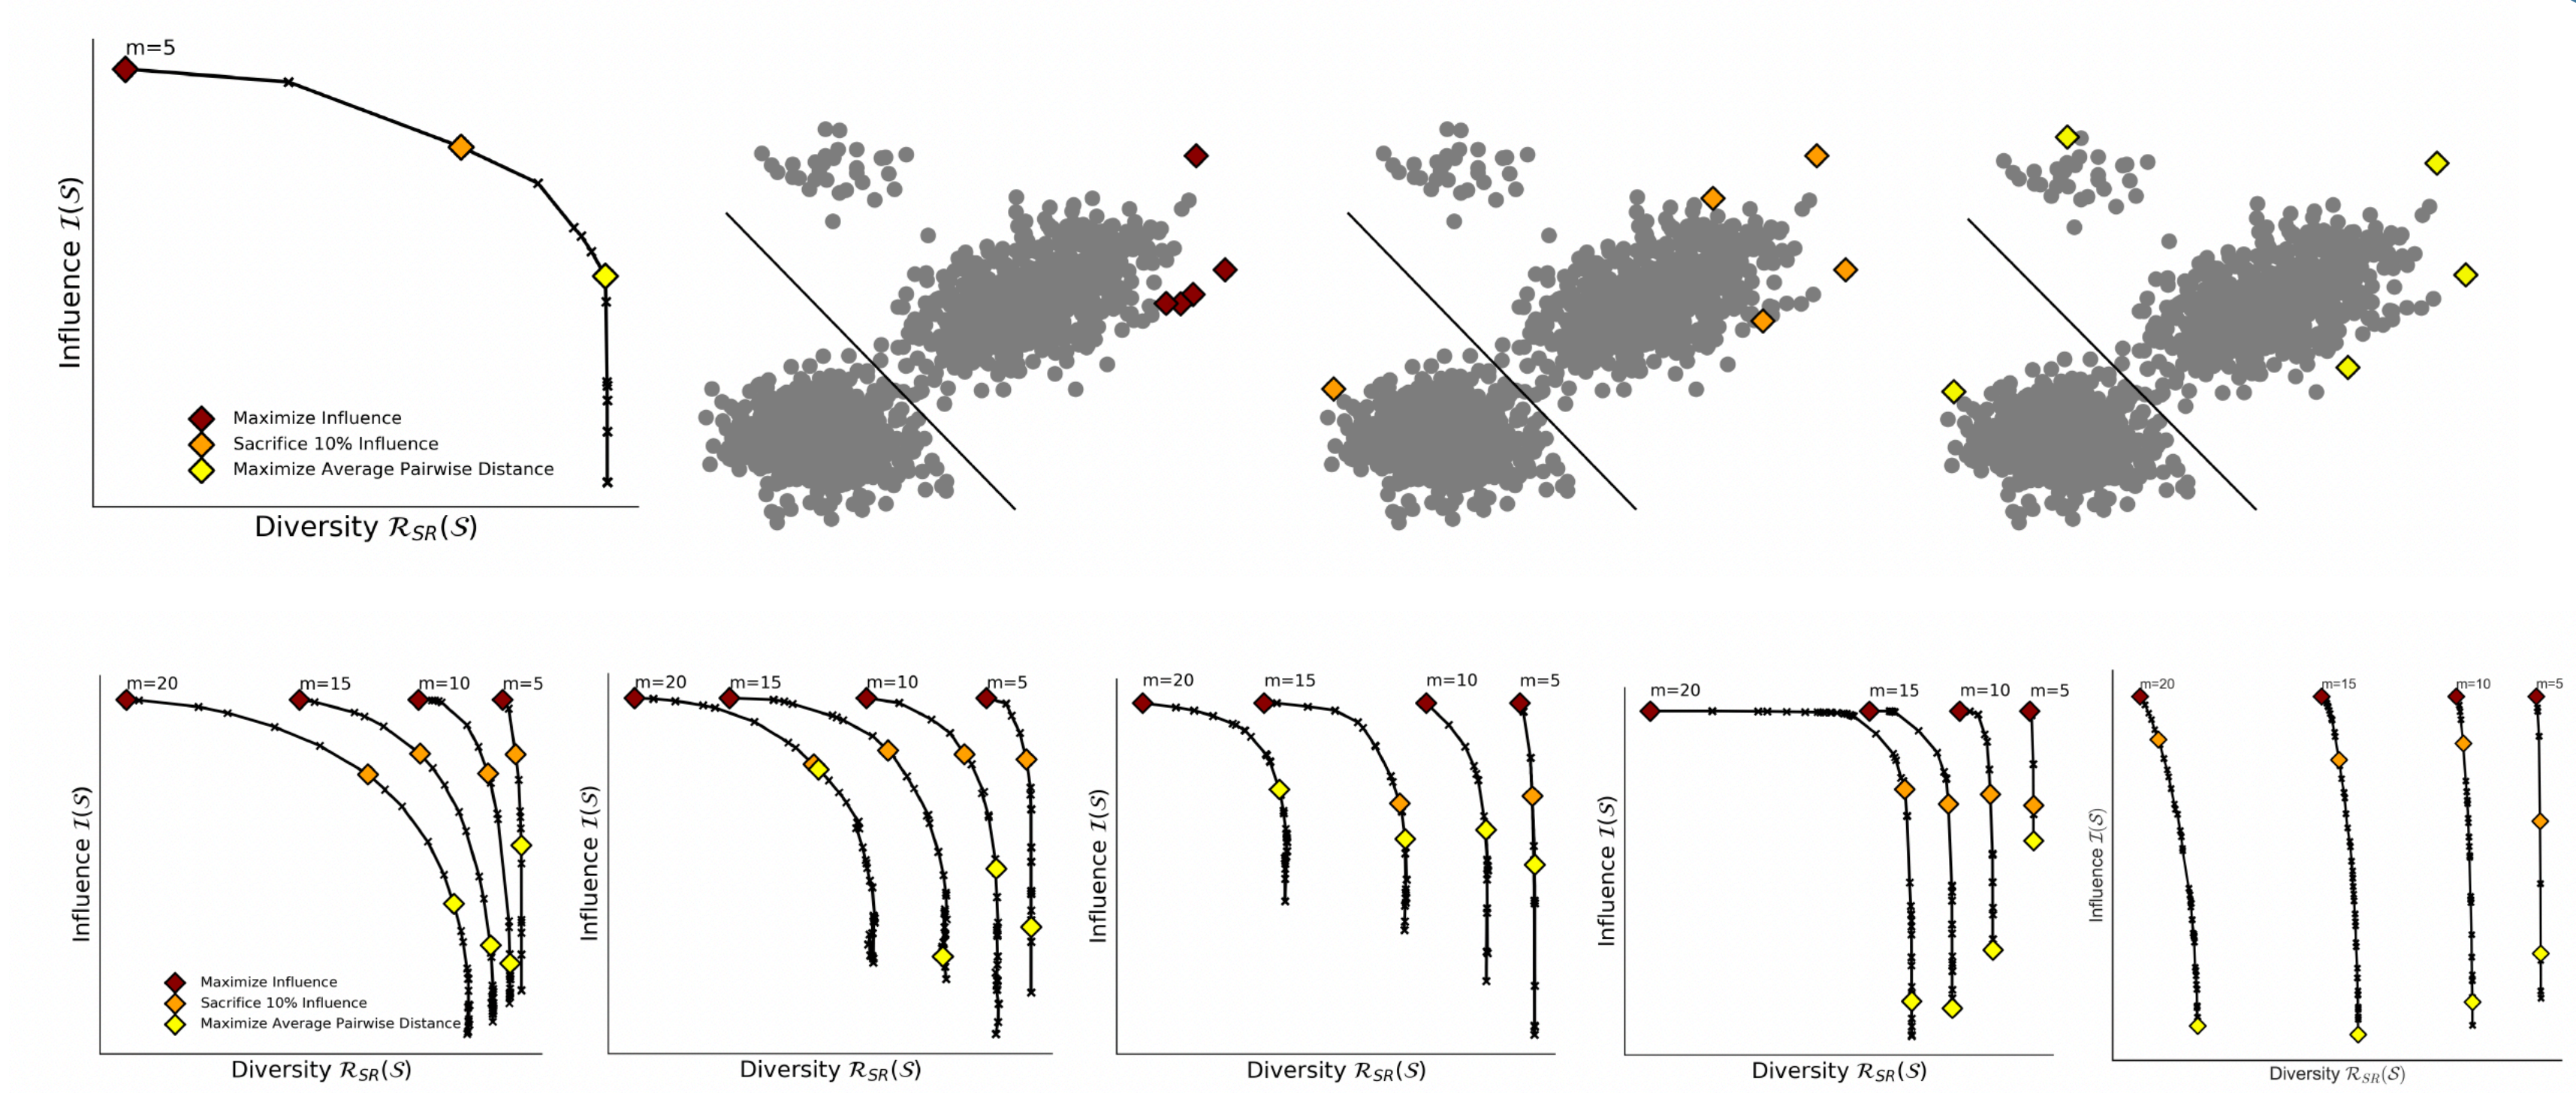 m=5
Influence 𝓘(𝓢)
Maximize Influence
Sacrifice 10% Influence
Maximize Average Pairwise Distance
Diversity 𝓡SR(𝓢)
m=20 m=15 m=10 m=5
Influence 𝓘(𝓢)
Maximize Influence
Sacrifice 10% Influence
Maximize Average Pairwise Distance
Diversity 𝓡SR(𝓢)
m=20 m=15 m=10 m=5
Influence 𝓘(𝓢)
Diversity 𝓡SR(𝓢)
m=20 m=15 m=10 m=5
Influence 𝓘(𝓢)
Diversity 𝓡SR(𝓢)
m=20 m=15 m=10 m=5
Influence 𝓘(𝓢)
Diversity 𝓡SR(𝓢)
m=20 m=15 m=10 m=5
Influence 𝓘(𝓢)
Diversity 𝓡SR(𝓢)